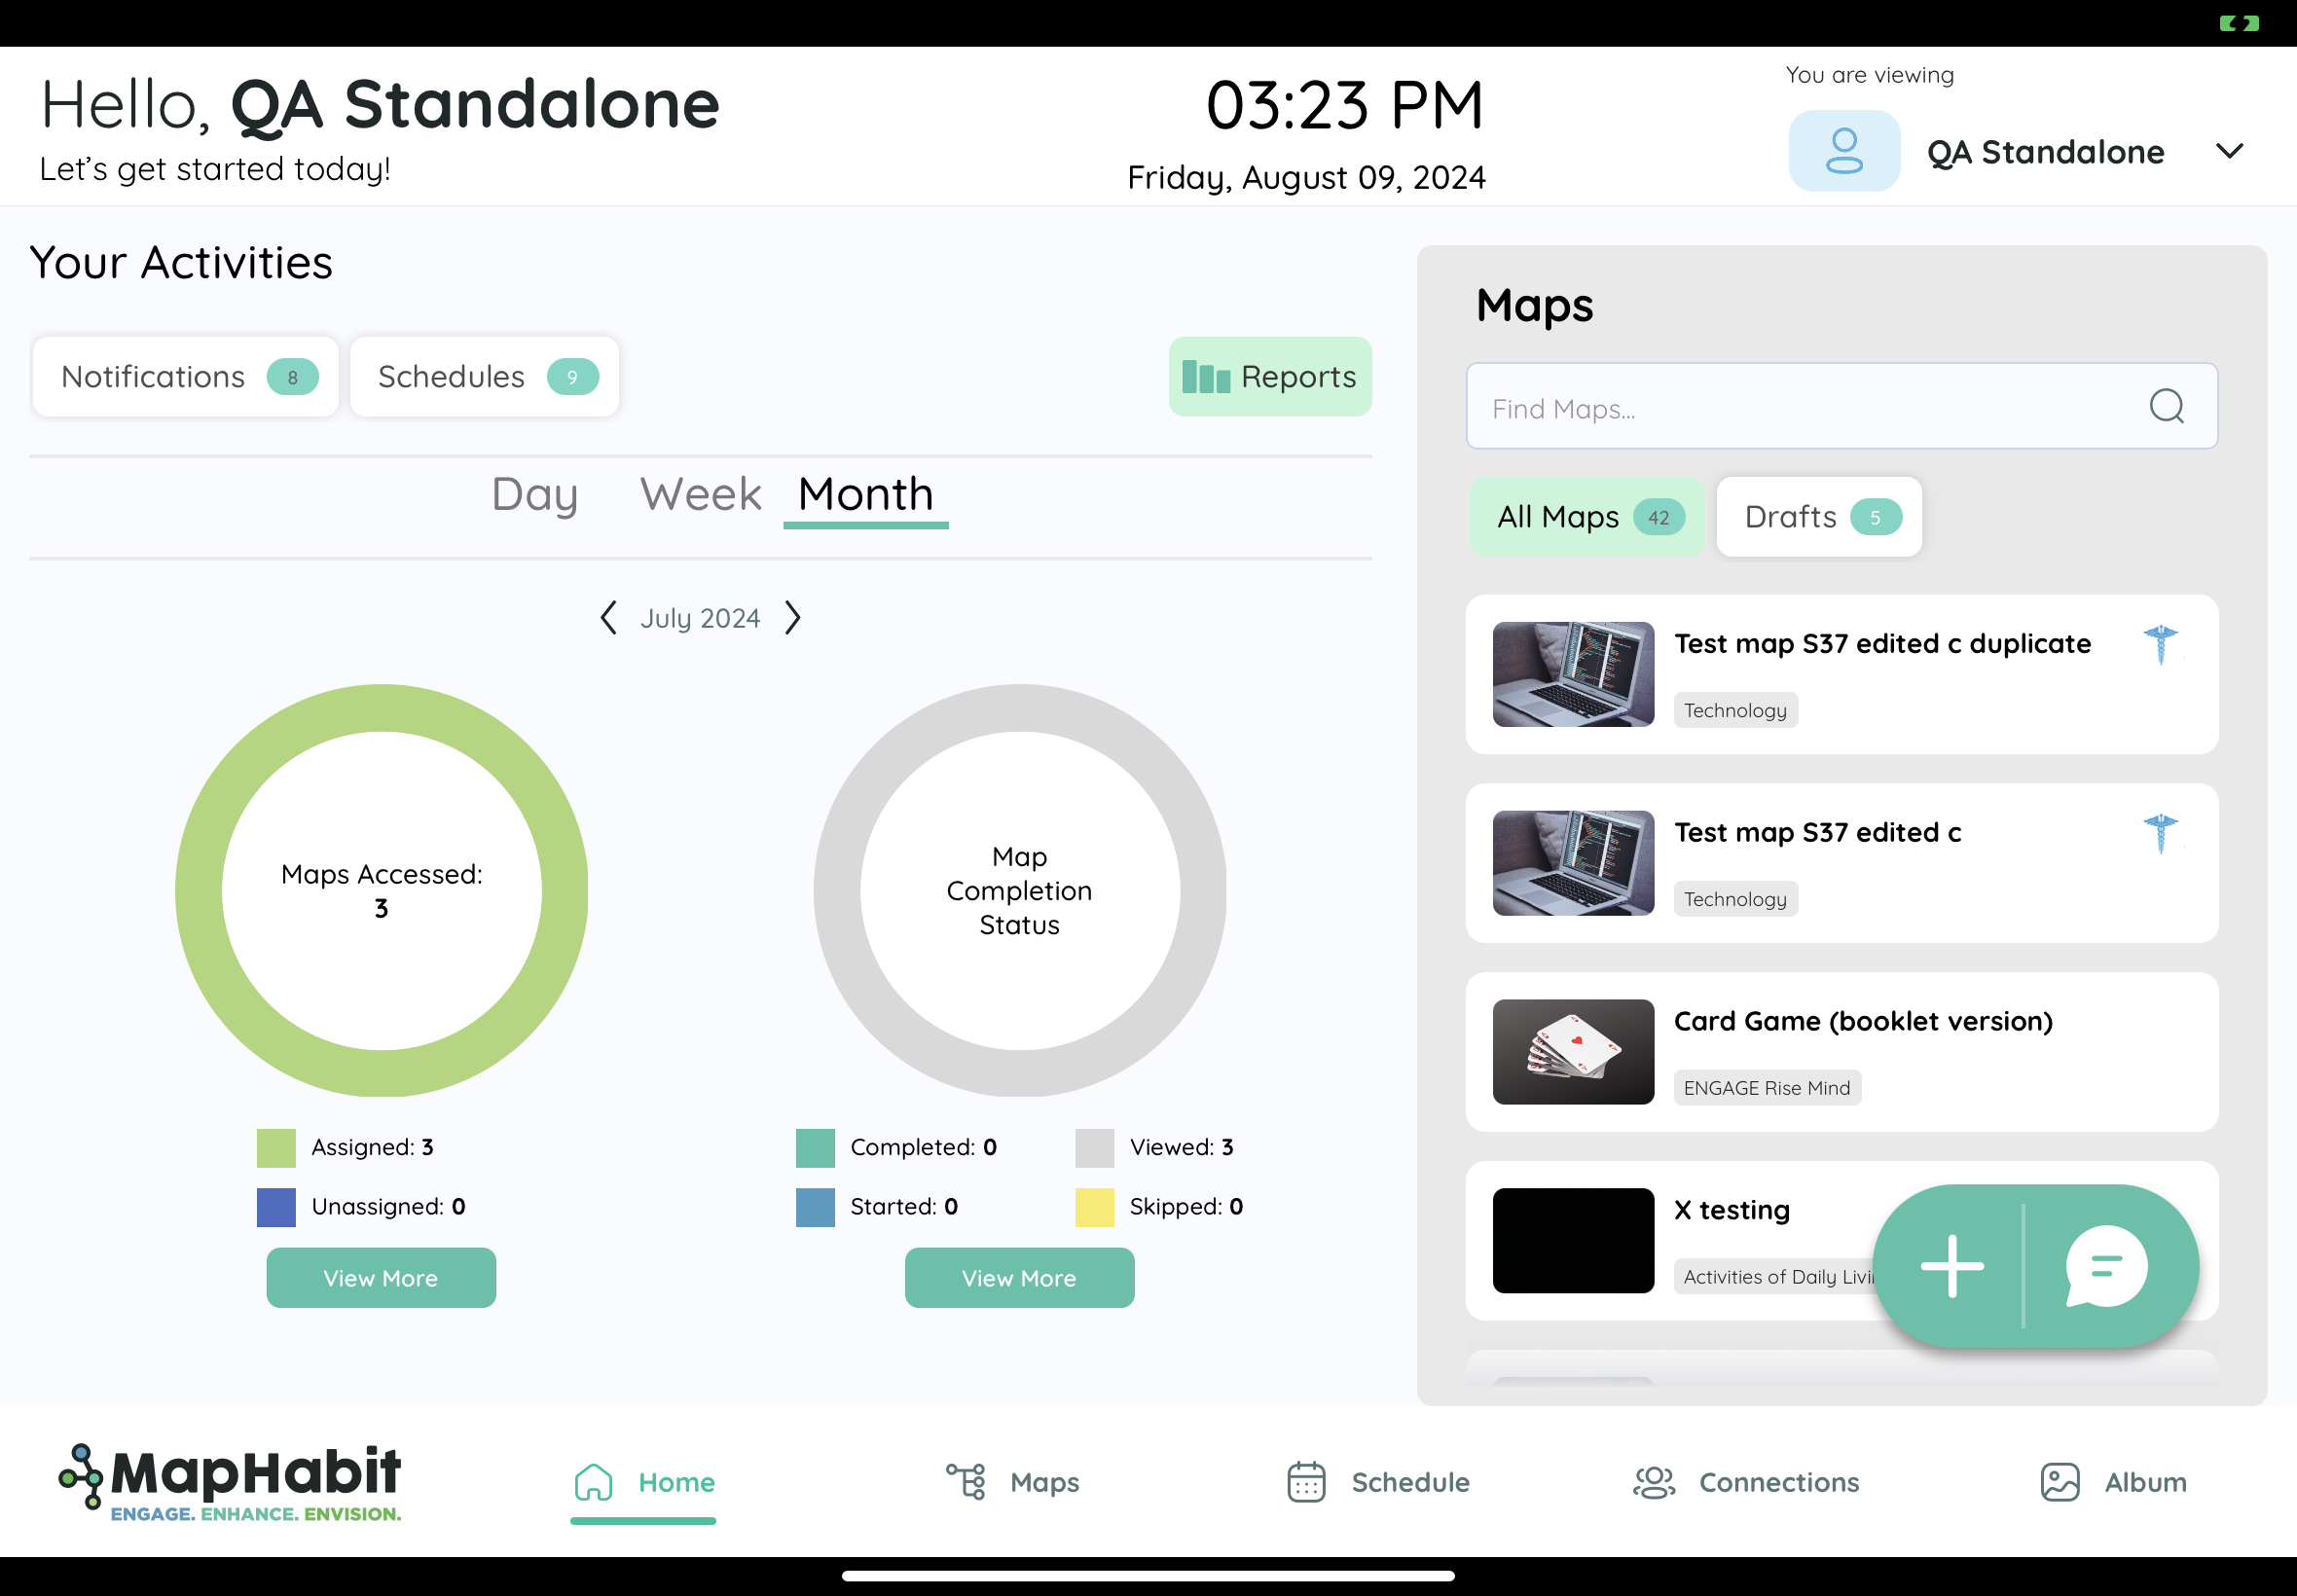 Hello, QA Standalone
Let's get started today!
03:23 PM
Friday, August 09, 2024
You are viewing
QA Standalone
Your Activities
Notifications 8
Schedules 9
Reports
Day Week Month
July 2024
Maps Accessed:
3
Assigned: 3
Unassigned: 0
View More
Map
Completion
Status
Completed: 0
Viewed: 3
Started: 0
Skipped: 0
View More
Maps
Find Maps...
All Maps 42
Drafts 5
Test map S37 edited c duplicate
Technology
Test map S37 edited c
Technology
Card Game (booklet version)
ENGAGE Rise Mind
X testing
Activities of Daily
MapHabit
ENGAGE. ENHANCE. ENVISION.
Home
Maps
Schedule
Connections
Album